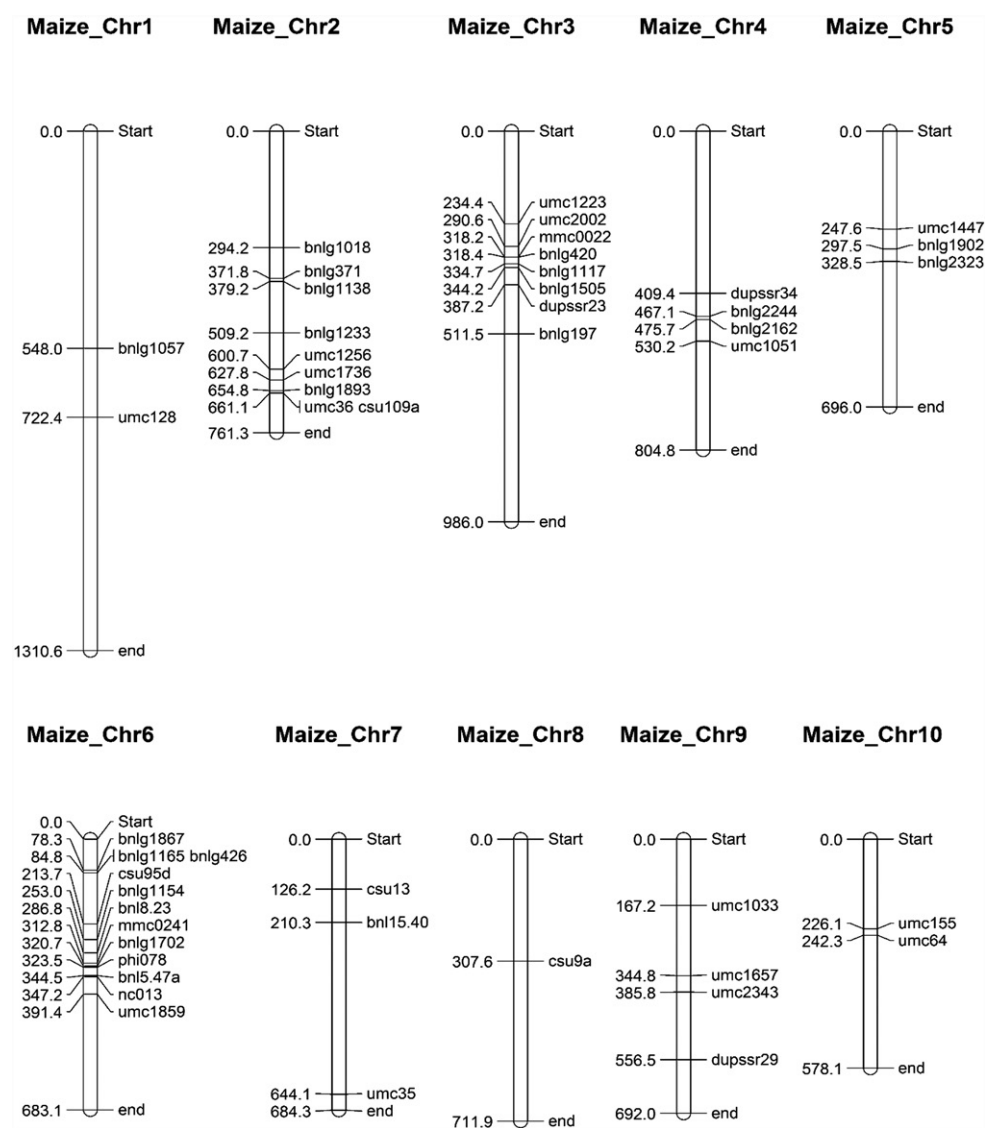 Maize_Chr1 Maize_Chr2 Maize_Chr3 Maize_Chr4 Maize_Chr5
0.0 Start
548.0 bnlg1057
722.4 umc128
1310.6 end
0.0 Start
294.2 bnlg1018
371.8 bnlg371
379.2 bnlg1138
509.2 bnlg1233
600.7 umc1256
627.8 umc1736
654.8 bnlg1893
661.1 umc36 csu109a
761.3 end
0.0 Start
234.4 umc1223
290.6 umc2002
318.2 mmc0022
318.4 bnlg420
334.7 bnlg1117
344.2 bnlg1505
387.2 dupssr23
511.5 bnlg197
986.0 end
0.0 Start
409.4 dupssr34
467.1 bnlg2244
475.7 bnlg2162
530.2 umc1051
804.8 end
0.0 Start
247.6 umc1447
297.5 bnlg1902
328.5 bnlg2323
696.0 end
Maize_Chr6 Maize_Chr7 Maize_Chr8 Maize_Chr9 Maize_Chr10
0.0 Start
78.3 bnlg1867
84.8 bnlg1165 bnlg426
213.7 csu95d
253.0 bnlg1154
286.8 bnl8.23
312.8 mmc0241
320.7 bnlg1702
323.5 phi078
344.5 bnl5.47a
347.2 nc013
391.4 umc1859
683.1 end
0.0 Start
126.2 csu13
210.3 bnl15.40
644.1 umc35
684.3 end
0.0 Start
307.6 csu9a
711.9 end
0.0 Start
167.2 umc1033
344.8 umc1657
385.8 umc2343
556.5 dupssr29
692.0 end
0.0 Start
226.1 umc155
242.3 umc64
578.1 end